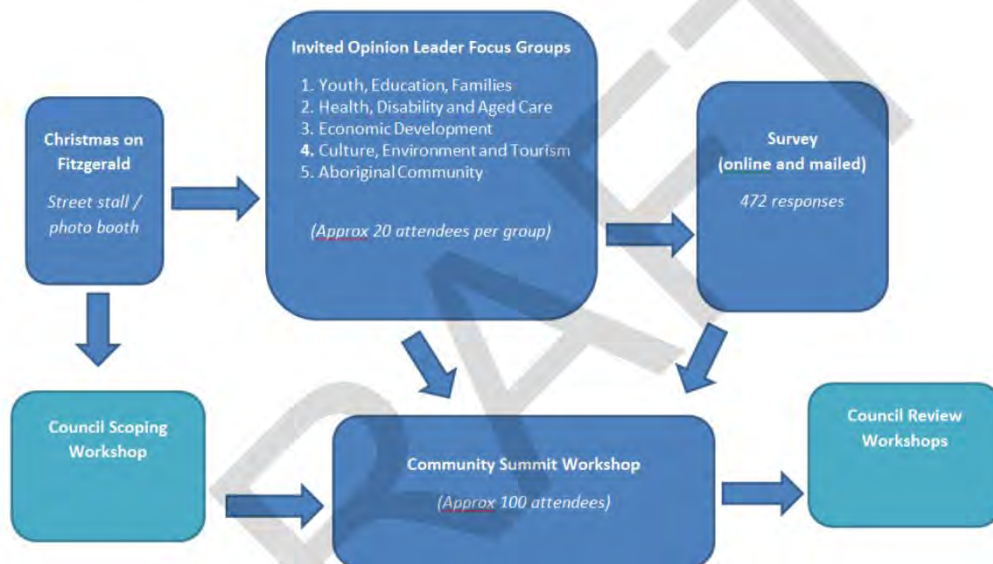 Christmas on
Fitzgerald
Street stall /
photo booth
Invited Opinion Leader Focus Groups
1. Youth, Education, Families
2. Health, Disability and Aged Care
3. Economic Development
4. Culture, Environment and Tourism
5. Aboriginal Community
(Approx 20 attendees per group)
Survey
(online and mailed)
472 responses
Council Scoping
Workshop
Community Summit Workshop
(Approx 100 attendees)
Council Review
Workshops